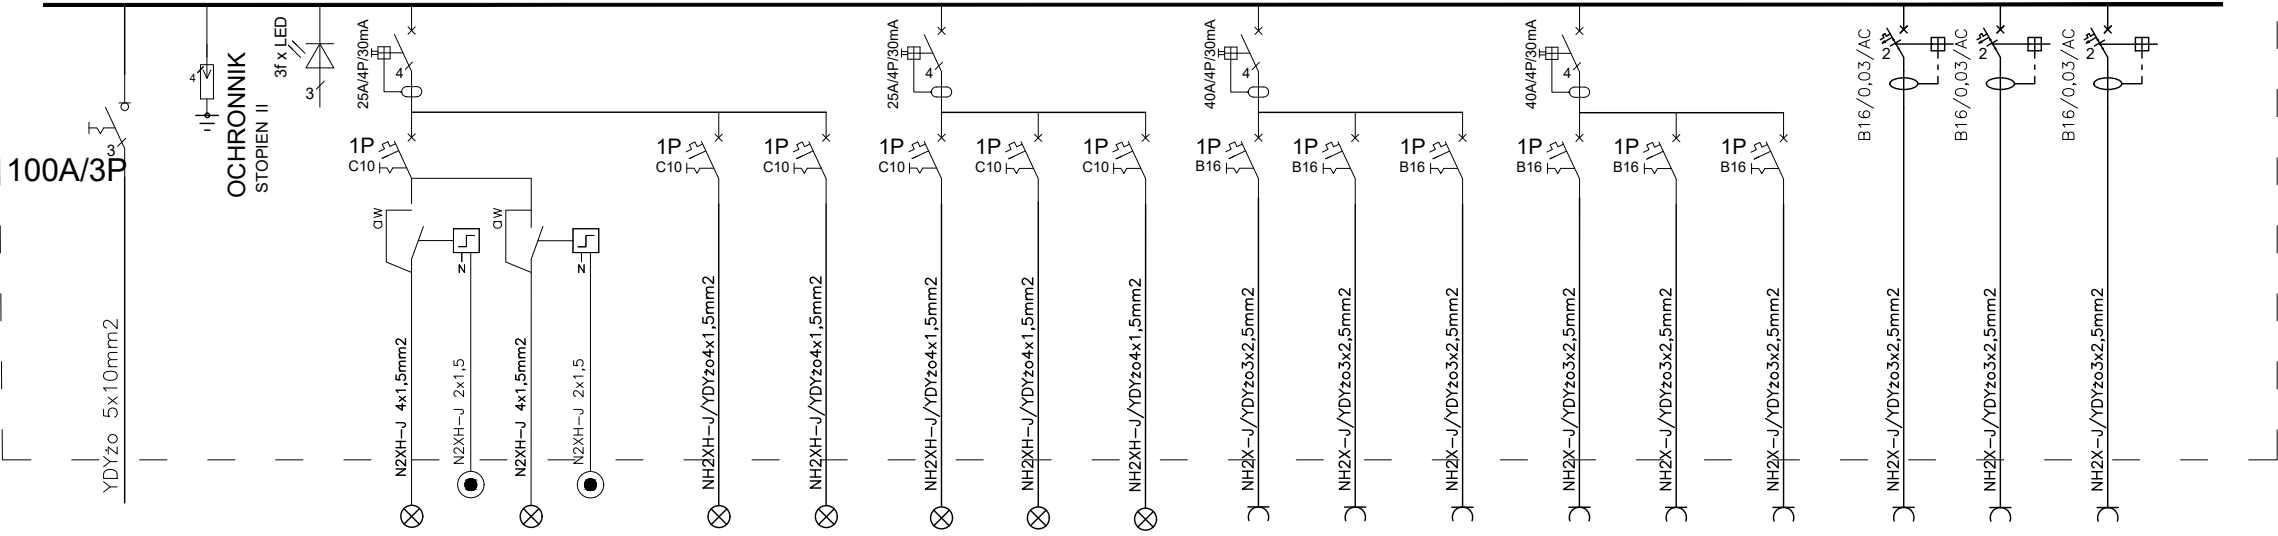 100A/3P
3
YDYżo 5x10mm2
4
OCHRONNIK
STOPIEN II
3f x LED
3
25A/4P/30mA
4
1P
C10
aw
N
N2XH-J 4x1,5mm2
N2XH-J 2x1,5
aw
N
N2XH-J 4x1,5mm2
N2XH-J 2x1,5
1P
C10
NH2XH-J/YDYżo4x1,5mm2
1P
C10
NH2XH-J/YDYżo4x1,5mm2
25A/4P/30mA
4
1P
C10
NH2XH-J/YDYżo4x1,5mm2
1P
C10
NH2XH-J/YDYżo4x1,5mm2
1P
C10
NH2XH-J/YDYżo4x1,5mm2
40A/4P/30mA
4
1P
B16
NH2X-J/YDYżo3x2,5mm2
1P
B16
NH2X-J/YDYżo3x2,5mm2
1P
B16
NH2X-J/YDYżo3x2,5mm2
40A/4P/30mA
4
1P
B16
NH2X-J/YDYżo3x2,5mm2
1P
B16
NH2X-J/YDYżo3x2,5mm2
1P
B16
NH2X-J/YDYżo3x2,5mm2
B16/0,03/AC
2
NH2X-J/YDYżo3x2,5mm2
B16/0,03/AC
2
NH2X-J/YDYżo3x2,5mm2
B16/0,03/AC
2
NH2X-J/YDYżo3x2,5mm2